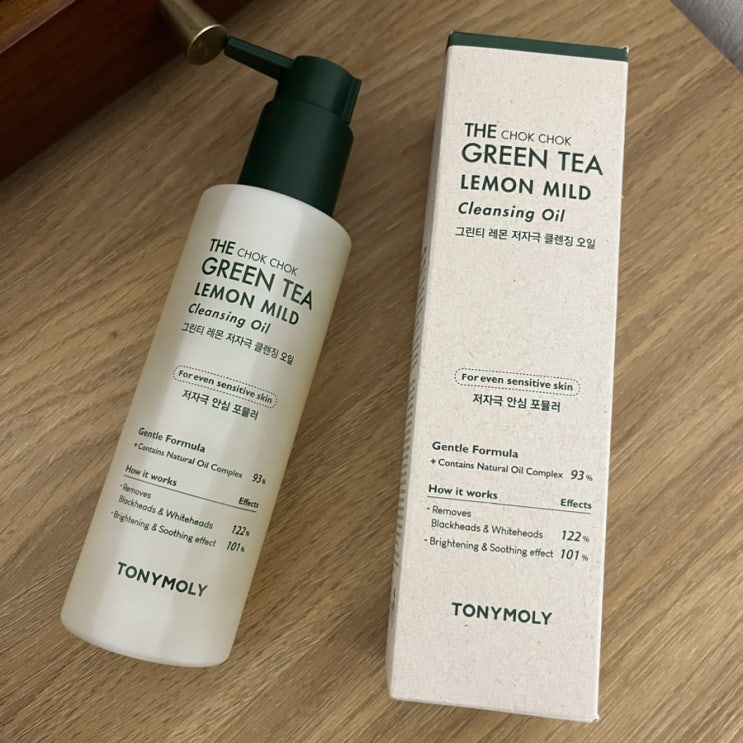 THE CHOK CHOK
GREEN TEA
LEMON MILD
Cleansing Oil
그린티 레몬 저자극 클렌징 오일
For even sensitive skin
저자극 안심 포뮬러
Gentle Formula
+Contains Natural Oil Complex 93%
How it works Effects
·Removes
Blackheads & Whiteheads 122%
·Brightening & Soothing effect 101%
TONYMOLY
THE CHOK CHOK
GREEN TEA
LEMON MILD
Cleansing Oil
그린티 레몬 저자극 클렌징 오일
For even sensitive skin
저자극 안심 포뮬러
Gentle Formula
+Contains Natural Oil Complex 93%
How it works Effects
·Removes
Blackheads & Whiteheads 122%
·Brightening & Soothing effect 101%
TONYMOLY